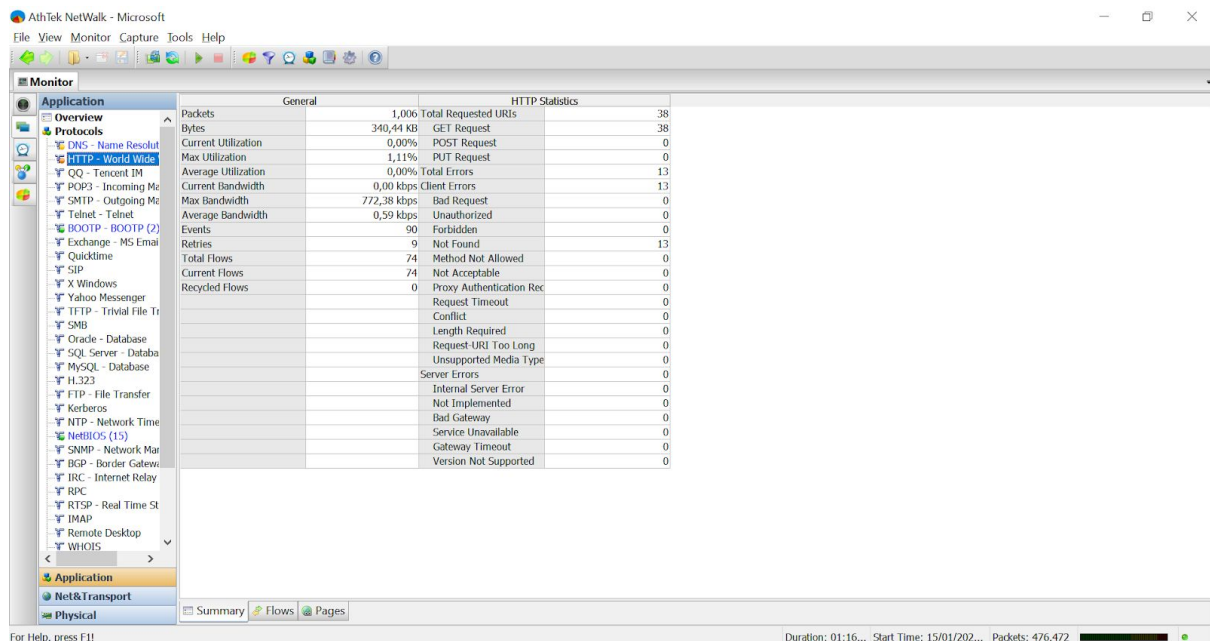 AthTek NetWalk - Microsoft
File View Monitor Capture Tools Help
Monitor
Application
Overview
Protocols
DNS - Name Resolut
HTTP - World Wide
QQ - Tencent IM
POP3 - Incoming Ma
SMTP - Outgoing Ma
Telnet - Telnet
BOOTP - BOOTP (2)
Exchange - MS Emai
Quicktime
SIP
X Windows
Yahoo Messenger
TFTP - Trivial File Tr
SMB
Oracle - Database
SQL Server - Databa
MySQL - Database
H.323
FTP - File Transfer
Kerberos
NTP - Network Time
NetBIOS (15)
SNMP - Network Mar
BGP - Border Gatewa
IRC - Internet Relay
RPC
RTSP - Real Time St
IMAP
Remote Desktop
WHOIS
Application
Net&Transport
Physical
General HTTP Statistics
Packets 1,006 Total Requested URIs 38
Bytes 340,44 KB GET Request 38
Current Utilization 0,00% POST Request 0
Max Utilization 1,11% PUT Request 0
Average Utilization 0,00% Total Errors 13
Current Bandwidth 0,00 kbps Client Errors 13
Max Bandwidth 772,38 kbps Bad Request 0
Average Bandwidth 0,59 kbps Unauthorized 0
Events 90 Forbidden 0
Retries 9 Not Found 13
Total Flows 74 Method Not Allowed 0
Current Flows 74 Not Acceptable 0
Recycled Flows 0 Proxy Authentication Rec 0
Request Timeout 0
Conflict 0
Length Required 0
Request-URI Too Long 0
Unsupported Media Type 0
Server Errors 0
Internal Server Error 0
Not Implemented 0
Bad Gateway 0
Service Unavailable 0
Gateway Timeout 0
Version Not Supported 0
Summary Flows Pages
For Help, press F1! Duration: 01:16... Start Time: 15/01/202... Packets: 476,472